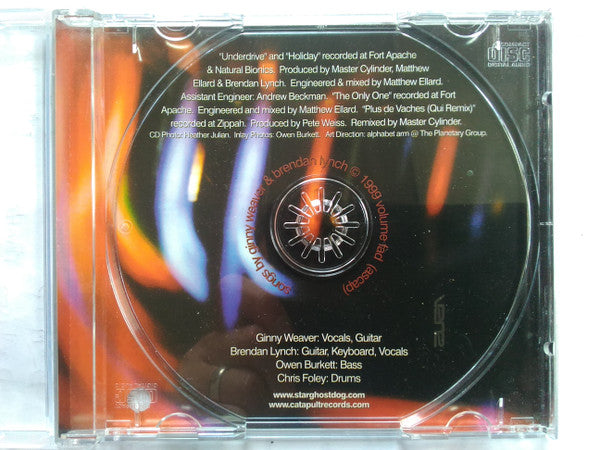 "Underdrive" and "Holiday" recorded at Fort Apache
& Natural Bionics. Produced by Master Cylinder, Matthew
Ellard & Brendan Lynch. Engineered & mixed by Matthew Ellard.
Assistant Engineer: Andrew Beckman. "The Only One" recorded at Fort
Apache. Engineered and mixed by Matthew Ellard. "Plus de Vaches (Qui Remix)"
recorded at Zippah. Produced by Pete Weiss. Remixed by Master Cylinder.
CD Photo: Heather Julian. Inlay Photos: Owen Burkett. Art Direction: alphabet arm @ The Planetary Group.
COMPACT
disc
DIGITAL AUDIO
songs by ginny weaver & brendan lynch © 1999 volume fad (ascap)
Ginny Weaver: Vocals, Guitar
Brendan Lynch: Guitar, Keyboard, Vocals
Owen Burkett: Bass
Chris Foley: Drums
www.starghostdog.com
www.catapultrecords.com